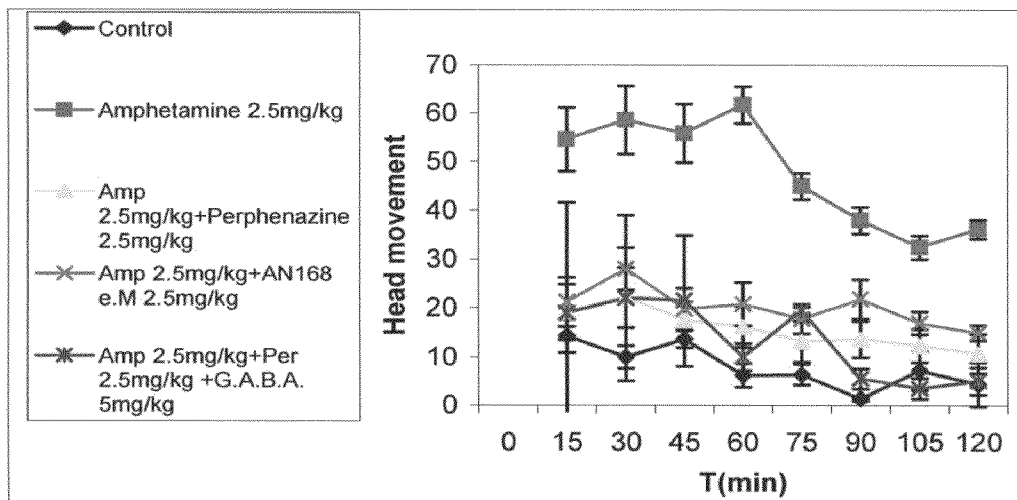 Control
Amphetamine 2.5mg/kg
Amp
2.5mg/kg+Perphenazine
2.5mg/kg
Amp 2.5mg/kg+AN168
e.M 2.5mg/kg
Amp 2.5mg/kg+Per
2.5mg/kg +G.A.B.A.
5mg/kg
Head movement
70
60
50
40
30
20
10
0
0 15 30 45 60 75 90 105 120
T(min)